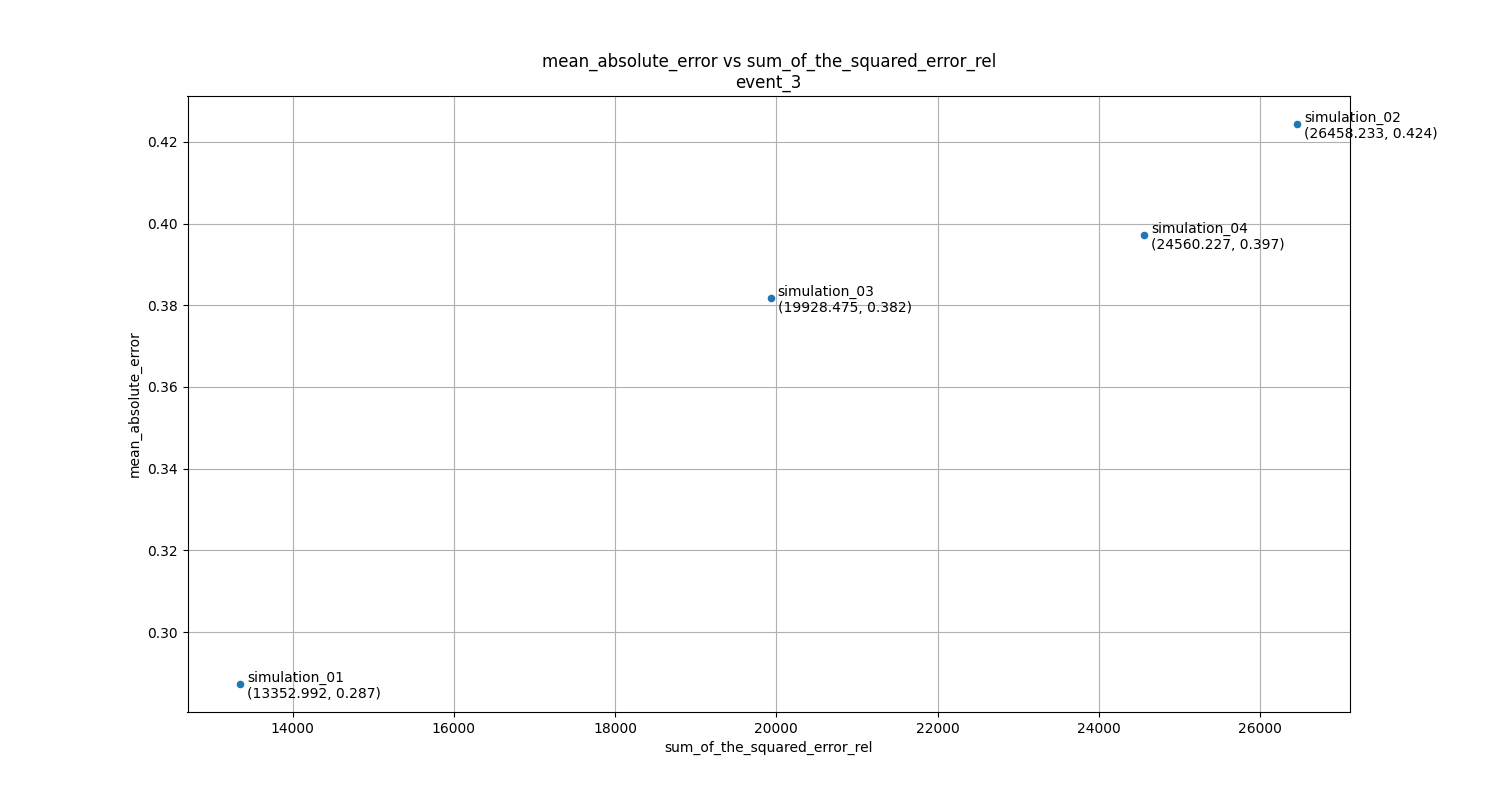 mean_absolute_error vs sum_of_the_squared_error_rel
event_3
mean_absolute_error
0.42
0.40
0.38
0.36
0.34
0.32
0.30
simulation_02
(26458.233, 0.424)
simulation_04
(24560.227, 0.397)
simulation_03
(19928.475, 0.382)
simulation_01
(13352.992, 0.287)
14000 16000 18000 20000 22000 24000 26000
sum_of_the_squared_error_rel